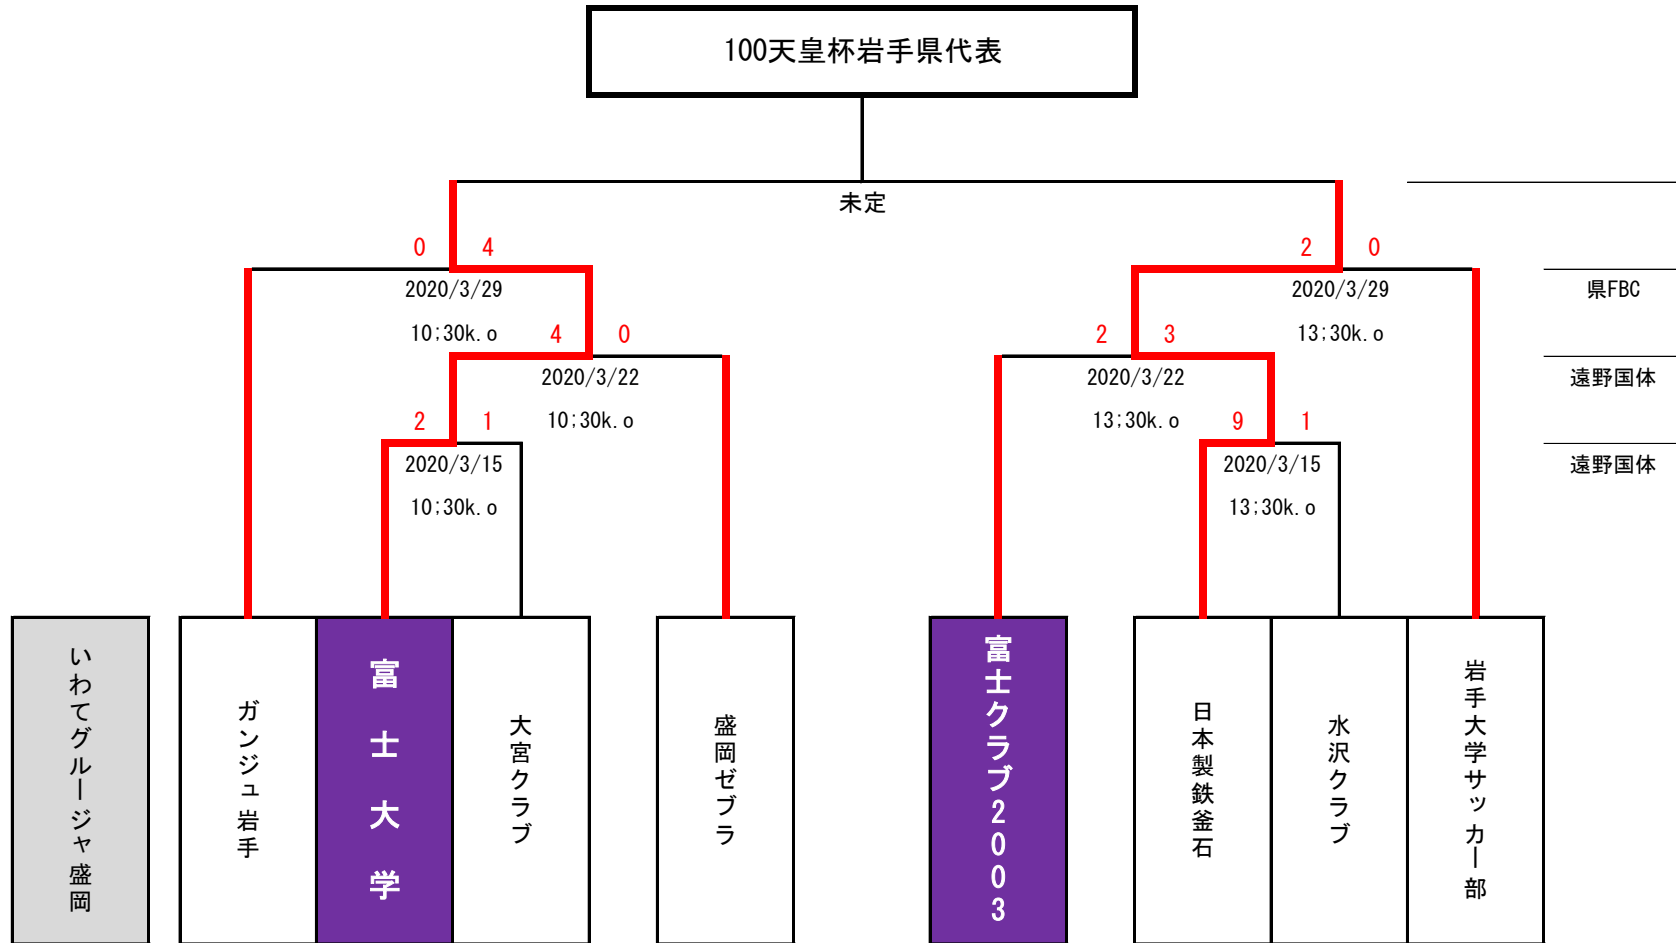 100天皇杯岩手県代表
未定
0 4
2 0
2020/3/29
2020/3/29
県FBC
10;30k.o
4 0
2 3
13;30k.o
2020/3/22
2020/3/22
遠野国体
2 1
10;30k.o
13;30k.o
9 1
2020/3/15
2020/3/15
遠野国体
10;30k.o
13;30k.o
いわてグルージャ盛岡
ガンジュ岩手
富士大学
大宮クラブ
盛岡ゼブラ
富士クラブ2003
日本製鉄釜石
水沢クラブ
岩手大学サッカー部